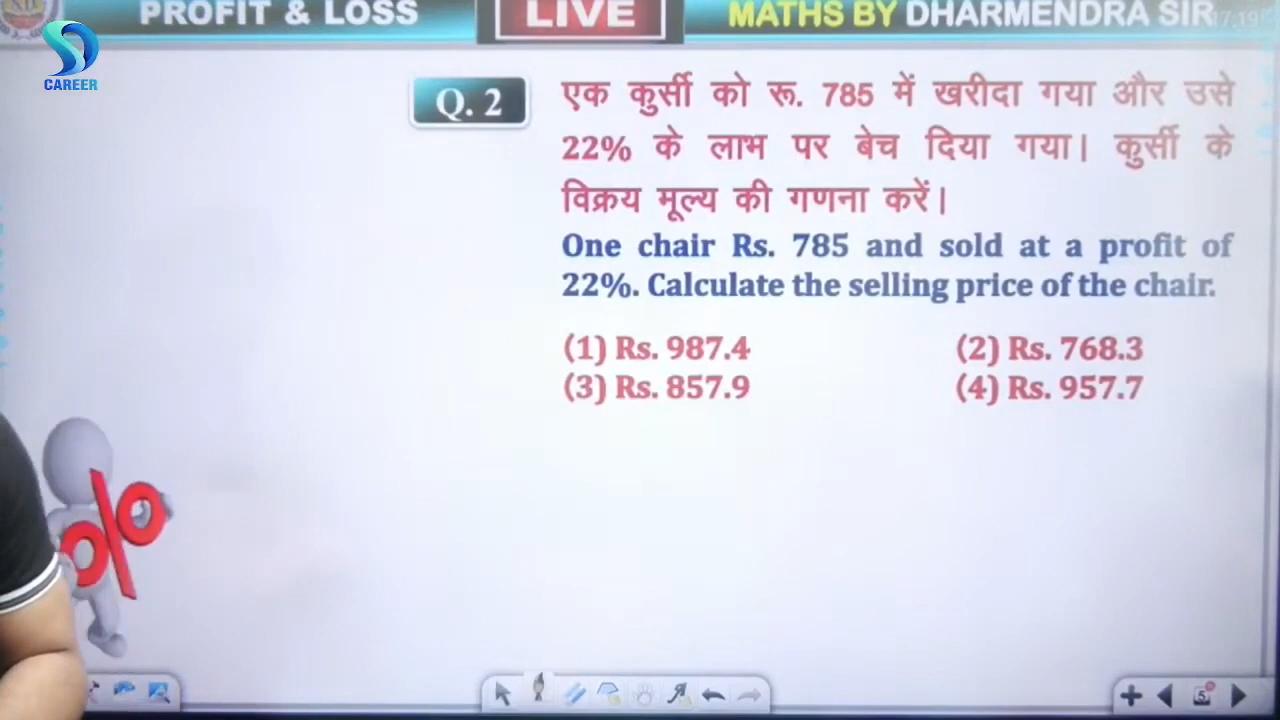 PROFIT & LOSS
LIVE
MATHS BY DHARMENDRA SIR
CAREER
Q. 2
एक कुर्सी को रू. 785 में खरीदा गया और उसे
22% के लाभ पर बेच दिया गया। कुर्सी के
विक्रय मूल्य की गणना करें।
One chair Rs. 785 and sold at a profit of
22%. Calculate the selling price of the chair.
(1) Rs. 987.4 (2) Rs. 768.3
(3) Rs. 857.9 (4) Rs. 957.7
%
5